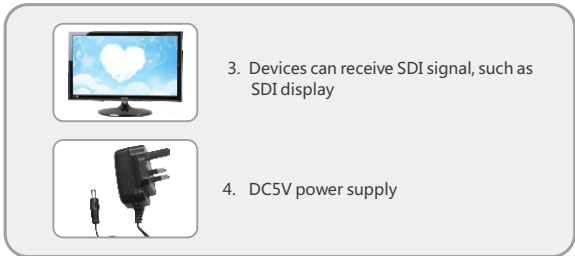 3. Devices can receive SDI signal, such as
SDI display
4. DC5V power supply